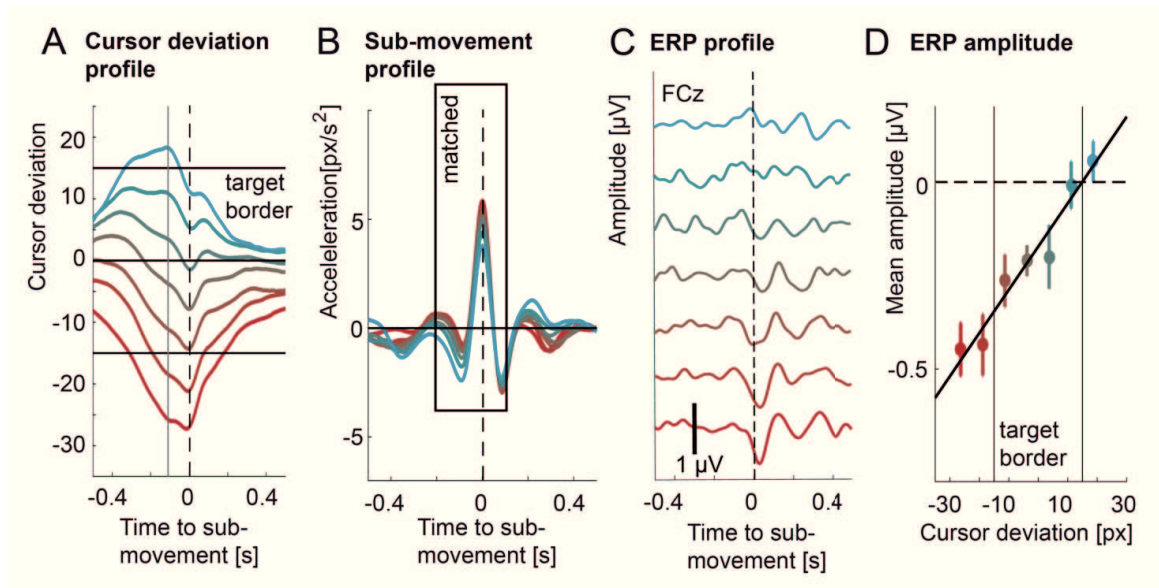 A Cursor deviation
profile
Cursor deviation
20
10
0
-10
-20
-30
target
border
-0.4
0
0.4
Time to sub-
movement [s]
B Sub-movement
profile
Acceleration[px/s²]
5
0
-5
matched
-0.4
0
0.4
Time to sub-
movement [s]
C ERP profile
Amplitude [µV]
FCz
1 µV
-0.4
0
0.4
Time to sub-
movement [s]
D ERP amplitude
Mean amplitude [µV]
0
-0.5
target
border
-30
-10
10
30
Cursor deviation [px]